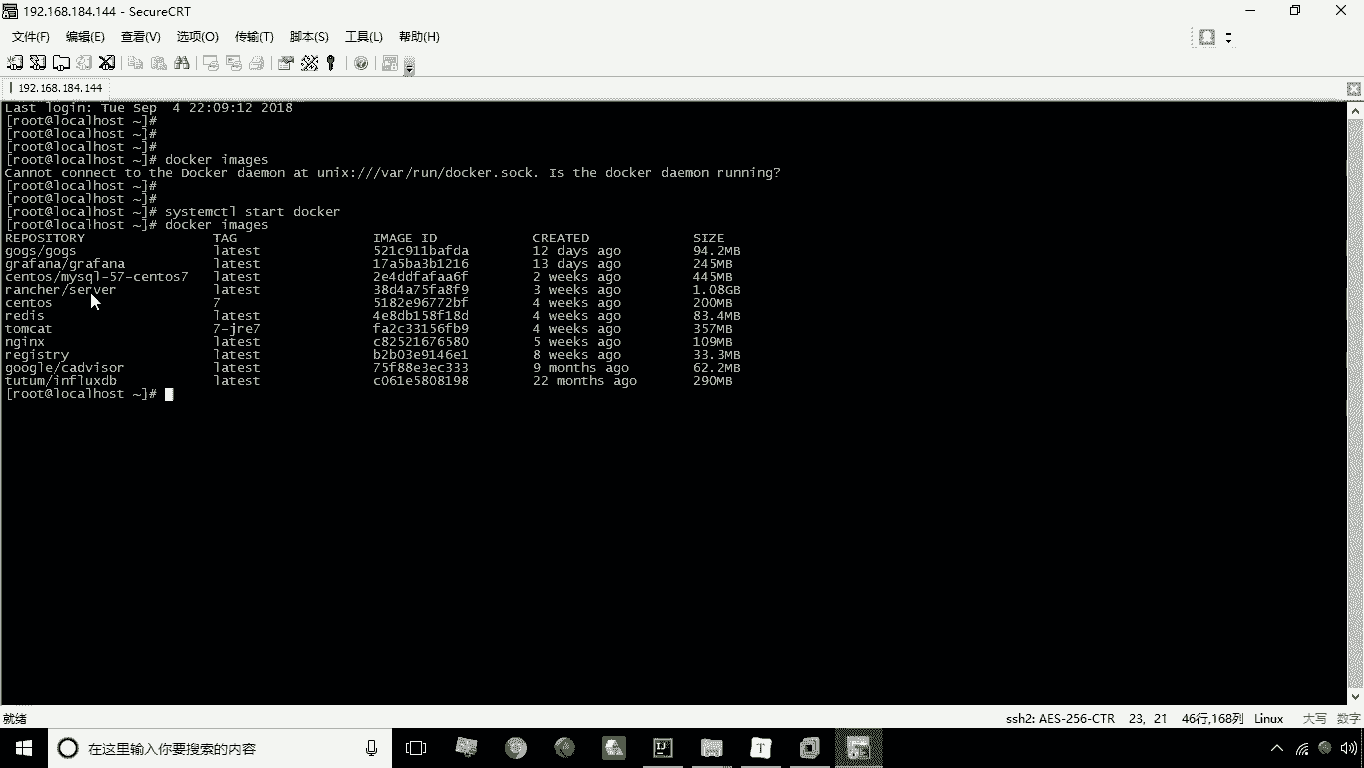 192.168.184.144 - SecureCRT
文件(F) 编辑(E) 查看(V) 选项(O) 传输(T) 脚本(S) 工具(L) 帮助(H)
192.168.184.144
Last login: Tue Sep  4 22:09:12 2018
[root@localhost ~]#
[root@localhost ~]#
[root@localhost ~]#
[root@localhost ~]# docker images
Cannot connect to the Docker daemon at unix:///var/run/docker.sock. Is the docker daemon running?
[root@localhost ~]#
[root@localhost ~]#
[root@localhost ~]# systemctl start docker
[root@localhost ~]# docker images
REPOSITORY TAG IMAGE ID CREATED SIZE
gogs/gogs latest 521c911bafda 12 days ago 94.2MB
grafana/grafana latest 17a5ba3b1216 13 days ago 245MB
centos/mysql-57-centos7 latest 2e4ddfafaa6f 2 weeks ago 445MB
rancher/server latest 38d4a75fa8f9 3 weeks ago 1.08GB
centos 7 5182e96772bf 4 weeks ago 200MB
redis latest 4e8db158f18d 4 weeks ago 83.4MB
tomcat 7-jre7 fa2c33156fb9 4 weeks ago 357MB
nginx latest c82521676580 5 weeks ago 109MB
registry latest b2b03e9146e1 8 weeks ago 33.3MB
google/cadvisor latest 75f88e3ec333 9 months ago 62.2MB
tutum/influxdb latest c061e5808198 22 months ago 290MB
[root@localhost ~]#
就绪 ssh2: AES-256-CTR 23, 21 46行,168列 Linux 大写 数字
在这里输入你要搜索的内容